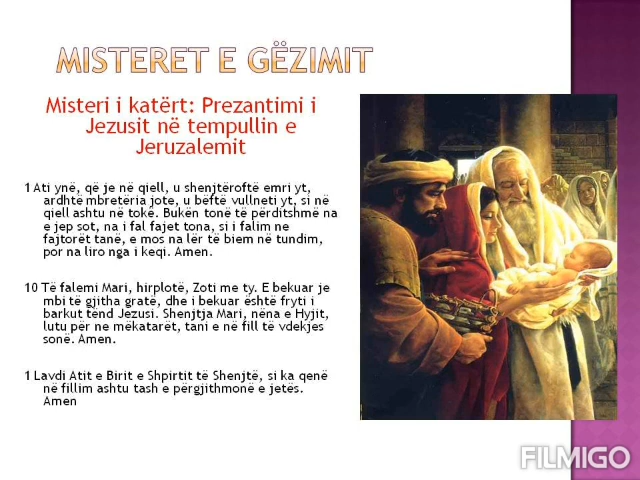 MISTERET E GËZIMIT
Misteri i katërt: Prezantimi i
Jezusit në tempullin e
Jeruzalemit
1 Ati ynë, që je në qiell, u shenjtëroftë emri yt,
ardhtë mbretëria jote, u bëftë vullneti yt, si në
qiell ashtu në tokë. Bukën tonë të përditshmë na
e jep sot, na i fal fajet tona, si i falim ne
fajtorët tanë, e mos na lër të biem në tundim,
por na liro nga i keqi. Amen.
10 Të falemi Mari, hirplotë, Zoti me ty. E bekuar je
mbi të gjitha gratë, dhe i bekuar është fryti i
barkut tënd Jezusi. Shenjtja Mari, nëna e Hyjit,
lutu për ne mëkatarët, tani e në fill të vdekjes
sonë. Amen.
1 Lavdi Atit e Birit e Shpirtit të Shenjtë, si ka qenë
në fillim ashtu tash e përgjithmonë e jetës.
Amen
FILMIGO